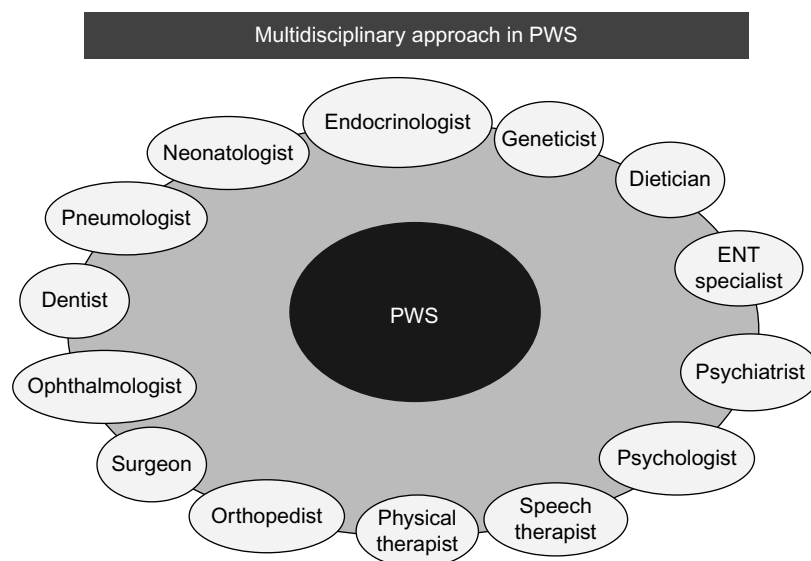 Multidisciplinary approach in PWS
Endocrinologist
Geneticist
Neonatologist
Dietician
Pneumologist
ENT
specialist
Dentist
PWS
Psychiatrist
Ophthalmologist
Psychologist
Surgeon
Orthopedist
Physical
therapist
Speech
therapist